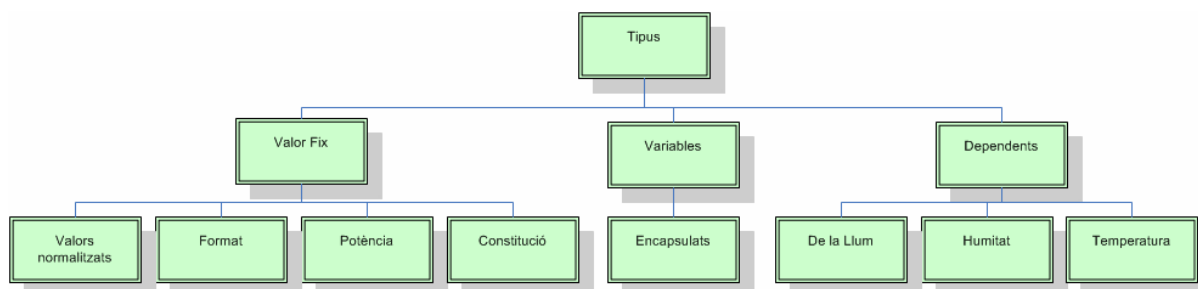 Tipus
Valor Fix
Variables
Dependents
Valors
normalitzats
Format
Potència
Constitució
Encapsulats
De la Llum
Humitat
Temperatura